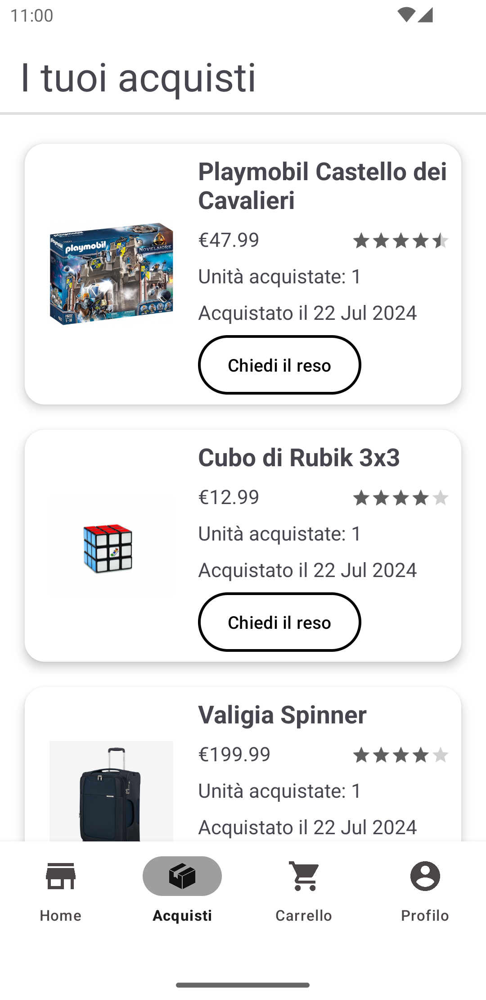 11:00
I tuoi acquisti
Playmobil Castello dei
Cavalieri
playmobil
NOVELMORE
70222
€47.99
Unità acquistate: 1
Acquistato il 22 Jul 2024
Chiedi il reso
Cubo di Rubik 3x3
€12.99
Unità acquistate: 1
Acquistato il 22 Jul 2024
Chiedi il reso
Valigia Spinner
€199.99
Unità acquistate: 1
Acquistato il 22 Jul 2024
Home
Acquisti
Carrello
Profilo